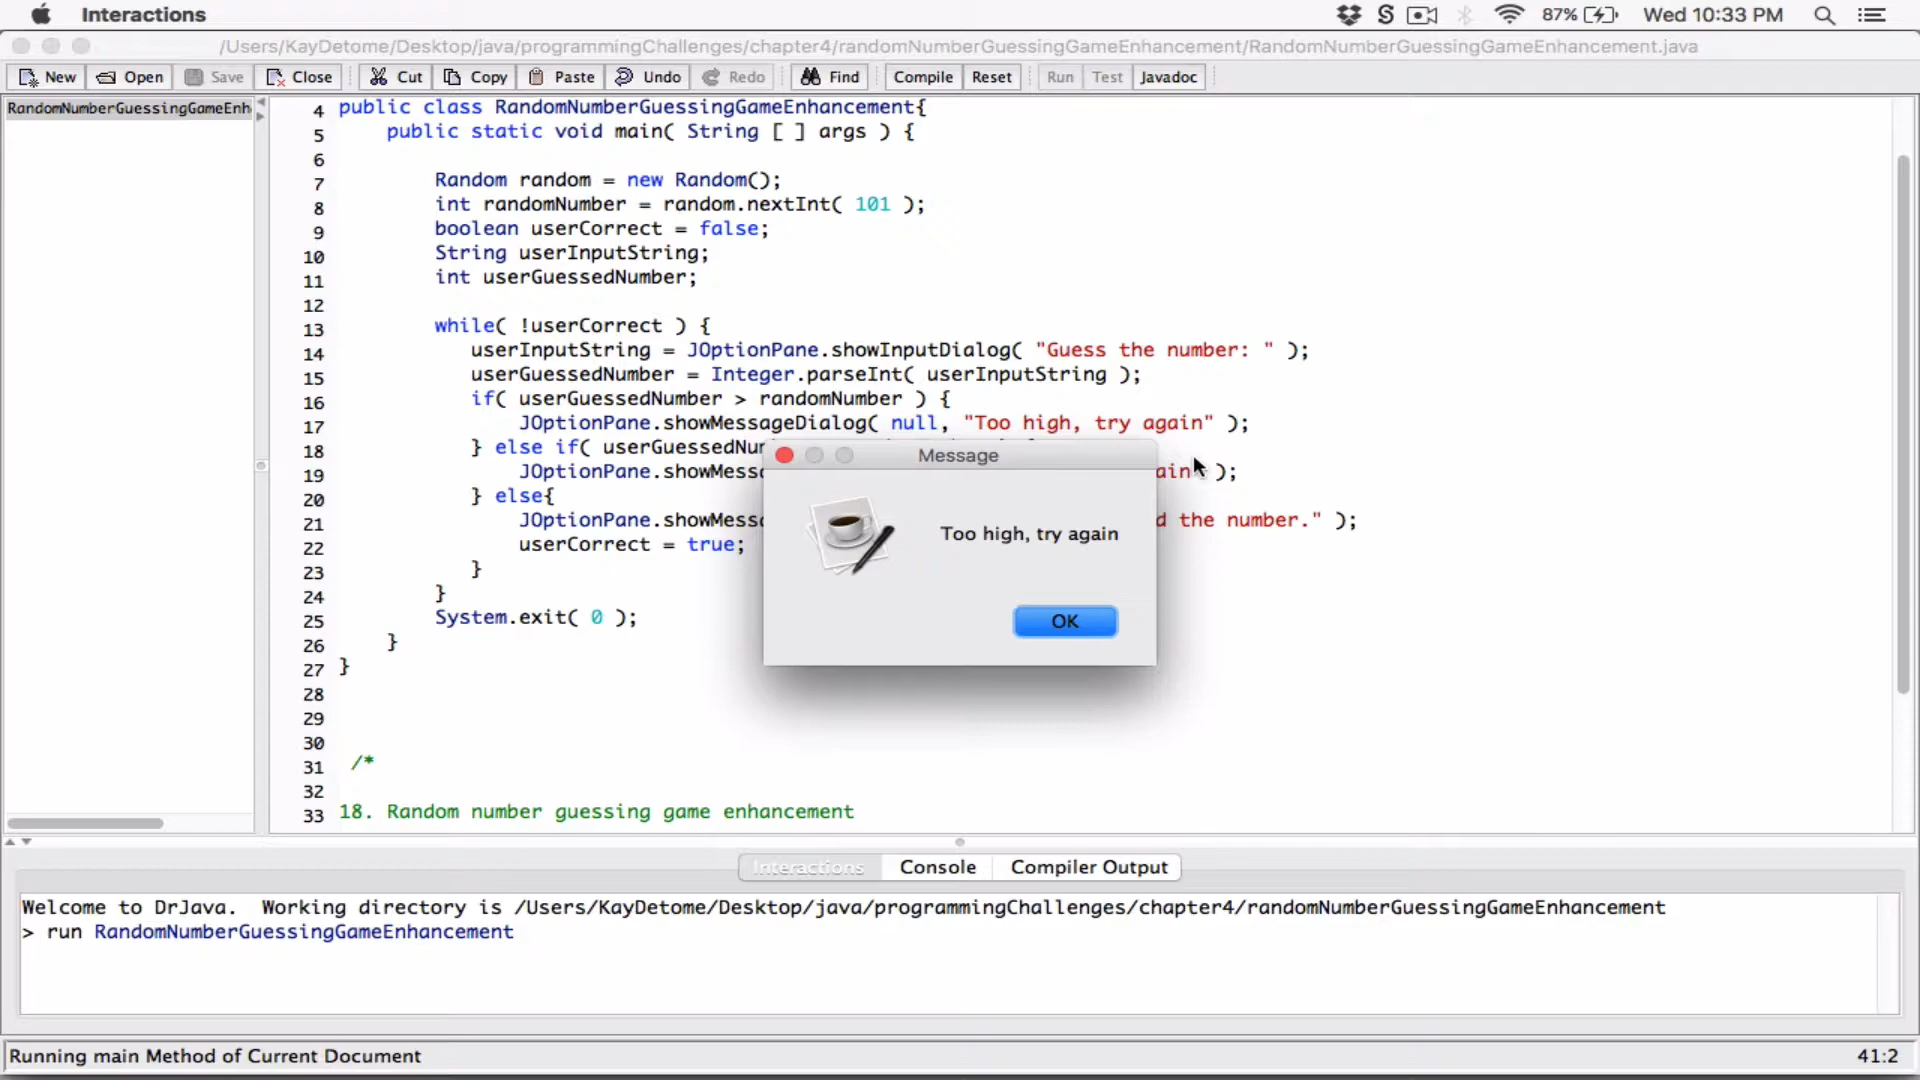 Interactions
87%
Wed 10:33 PM
/Users/KayDetome/Desktop/java/programmingChallenges/chapter4/randomNumberGuessingGameEnhancement/RandomNumberGuessingGameEnhancement.java
New Open Save Close Cut Copy Paste Undo Redo Find Compile Reset Run Test Javadoc
RandomNumberGuessingGameEnh
4 public class RandomNumberGuessingGameEnhancement{
5 public static void main( String [ ] args ) {
6
7 Random random = new Random();
8 int randomNumber = random.nextInt( 101 );
9 boolean userCorrect = false;
10 String userInputString;
11 int userGuessedNumber;
12
13 while( !userCorrect ) {
14 userInputString = JOptionPane.showInputDialog( "Guess the number: " );
15 userGuessedNumber = Integer.parseInt( userInputString );
16 if( userGuessedNumber > randomNumber ) {
17 JOptionPane.showMessageDialog( null, "Too high, try again" );
18 } else if( userGuessedNu
19 JOptionPane.showMess ain" );
20 } else{
21 JOptionPane.showMess d the number." );
22 userCorrect = true;
23 }
24 }
25 System.exit( 0 );
26 }
27 }
28
29
30
31 /*
32
33 18. Random number guessing game enhancement
Message
Too high, try again
OK
Interactions Console Compiler Output
Welcome to DrJava. Working directory is /Users/KayDetome/Desktop/java/programmingChallenges/chapter4/randomNumberGuessingGameEnhancement
> run RandomNumberGuessingGameEnhancement
Running main Method of Current Document
41:2